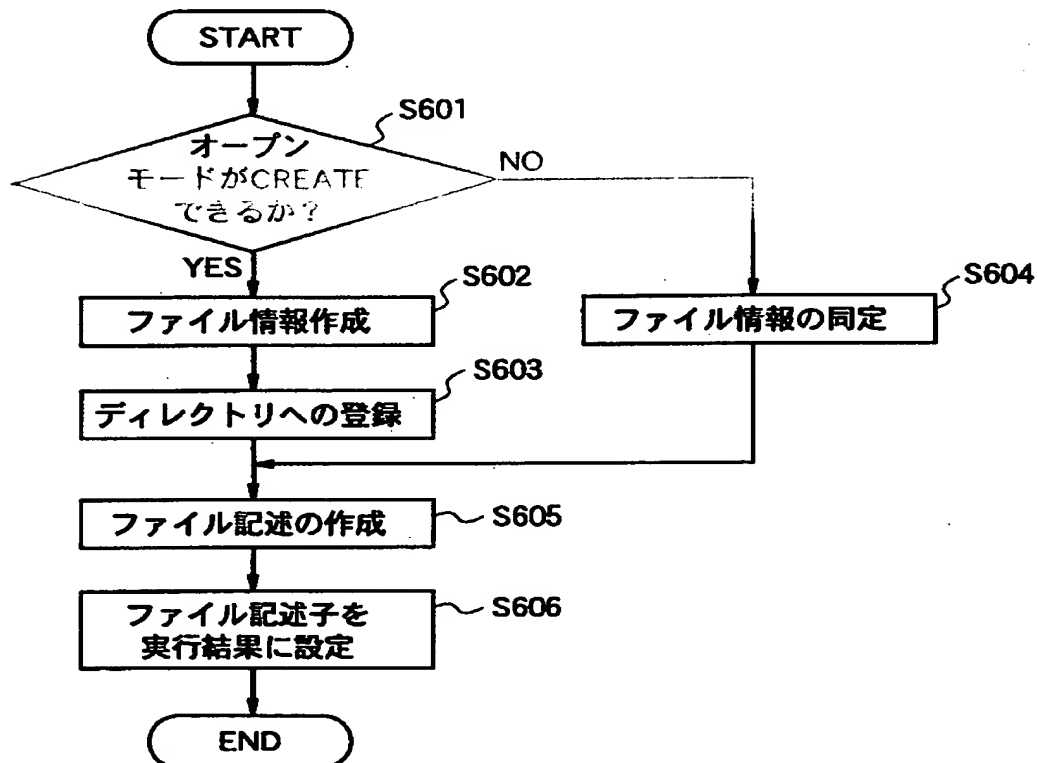 START
S601
オープン
モードがCREATE
できるか？
NO
YES
S602
ファイル情報作成
S604
ファイル情報の同定
S603
ディレクトリへの登録
ファイル記述の作成
S605
ファイル記述子を
実行結果に設定
S606
END